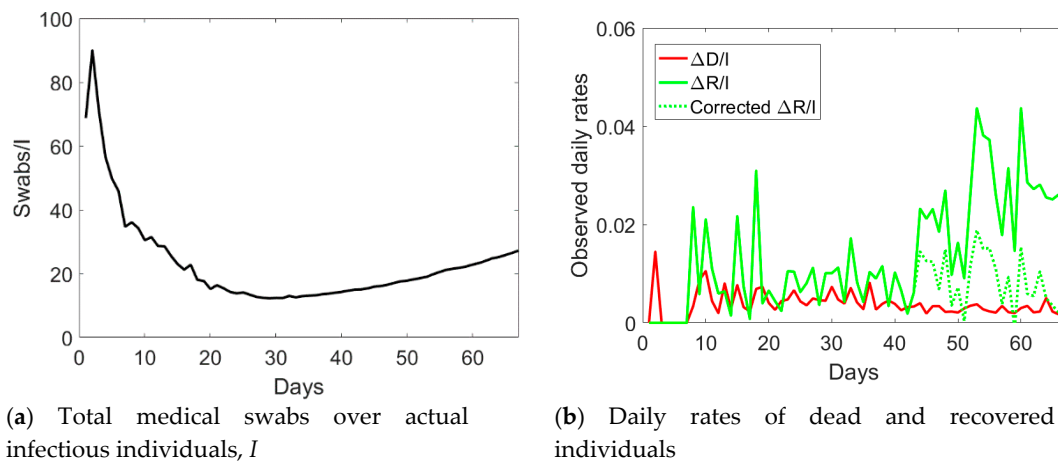 100
80
60
40
20
0
Swabs/I
0 10 20 30 40 50 60
Days
(a) Total medical swabs over actual
infectious individuals, I
0.06
0.04
0.02
0
Observed daily rates
ΔD/I
ΔR/I
Corrected ΔR/I
0 10 20 30 40 50 60
Days
(b) Daily rates of dead and recovered
individuals